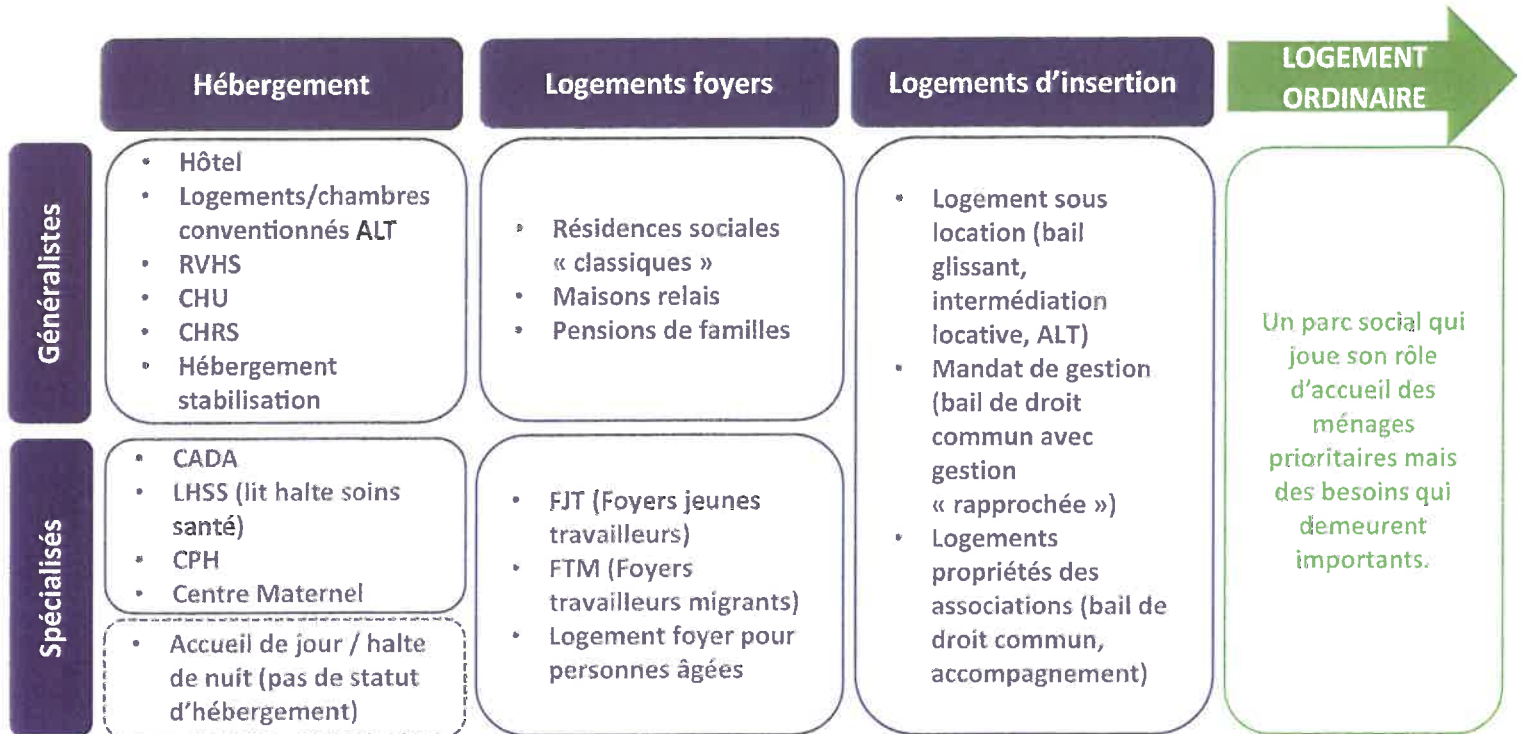 Hébergement
Logements foyers
Logements d'insertion
LOGEMENT
ORDINAIRE
Généralistes
• Hôtel
• Logements/chambres
conventionnés ALT
• RVHS
• CHU
• CHRS
• Hébergement
stabilisation
• Résidences sociales
« classiques »
• Maisons relais
• Pensions de familles
• Logement sous
location (bail
glissant,
intermédiation
locative, ALT)
• Mandat de gestion
(bail de droit
commun avec
gestion
« rapprochée »)
• Logements
propriétés des
associations (bail de
droit commun,
accompagnement)
Un parc social qui
joue son rôle
d'accueil des
ménages
prioritaires mais
des besoins qui
demeurent
importants.
Spécialisés
• CADA
• LHSS (lit halte soins
santé)
• CPH
• Centre Maternel
• Accueil de jour / halte
de nuit (pas de statut
d'hébergement)
• FJT (Foyers jeunes
travailleurs)
• FTM (Foyers
travailleurs migrants)
• Logement foyer pour
personnes âgées